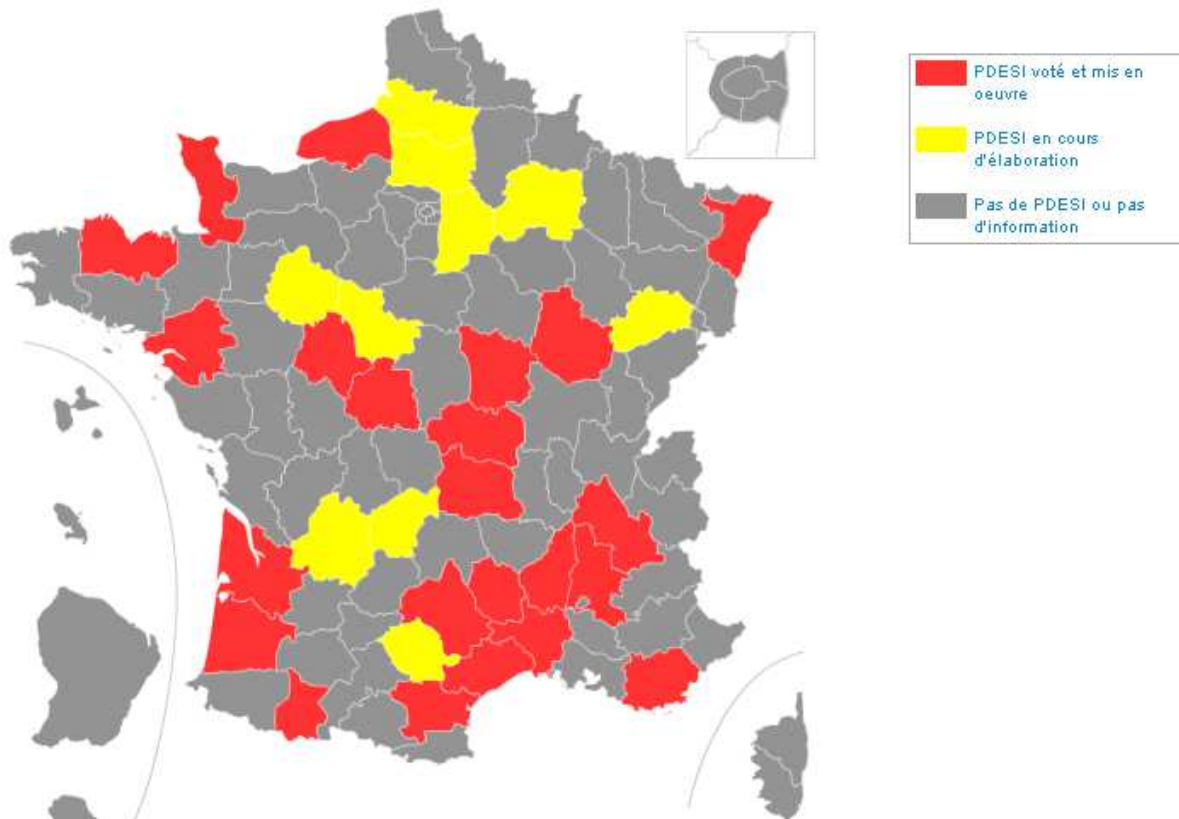 PDESI voté et mis en
oeuvre
PDESI en cours
d'élaboration
Pas de PDESI ou pas
d'information